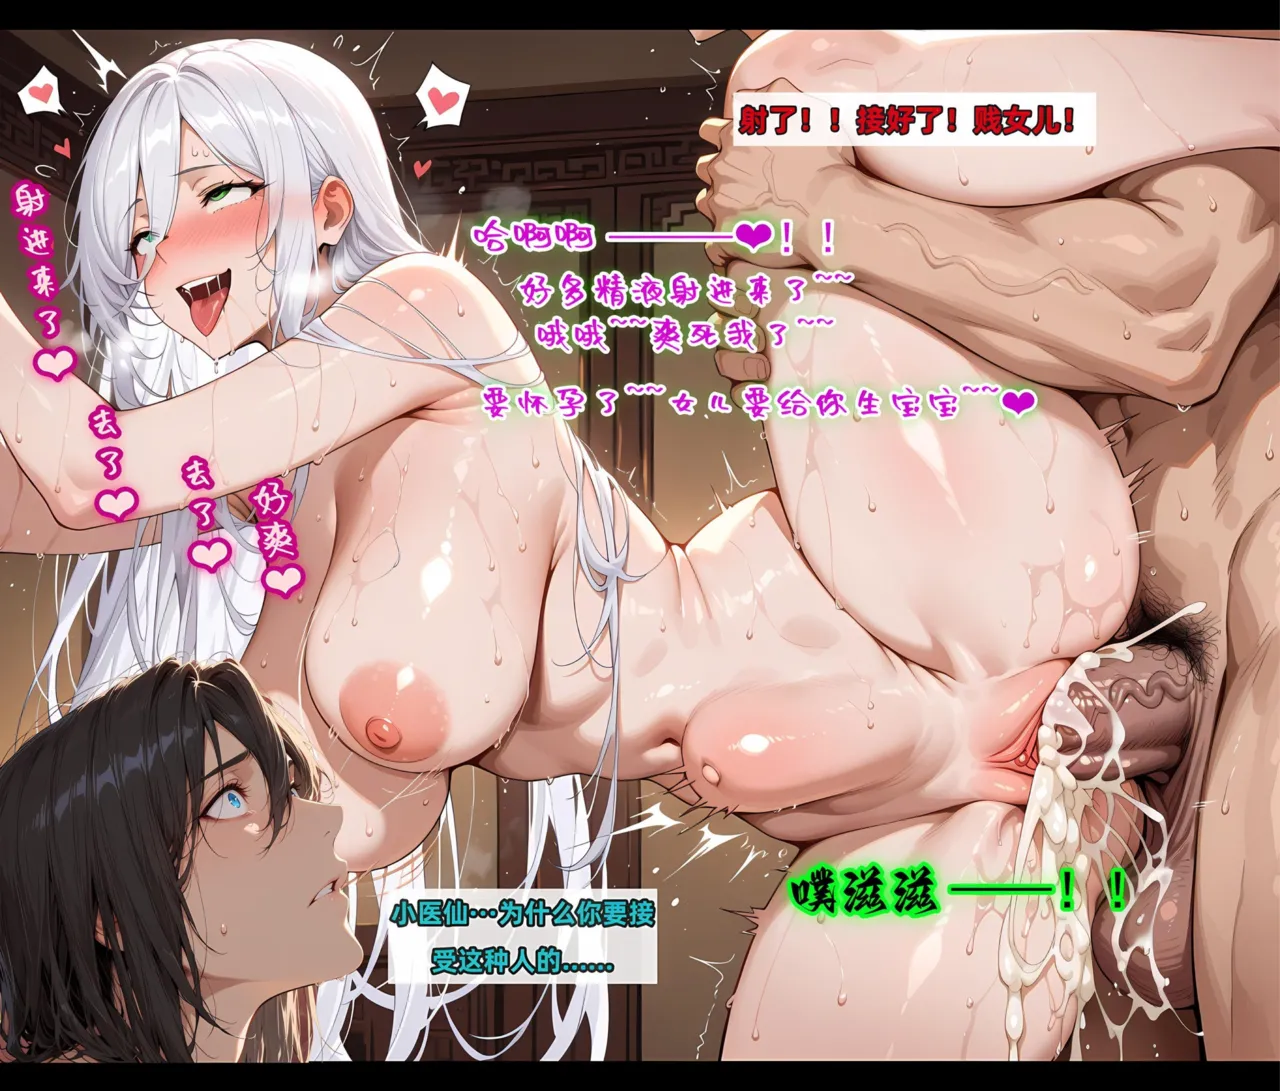 射了！！接好了！贱女儿！
射进来了❤
哈啊啊————❤！！
好多精液射进来了~~
哦哦~~爽死我了~~
要怀孕了~~女儿要给你生宝宝~~❤
去了❤
去了❤
好爽❤
噗滋滋———！！
小医仙…为什么你要接
受这种人的……